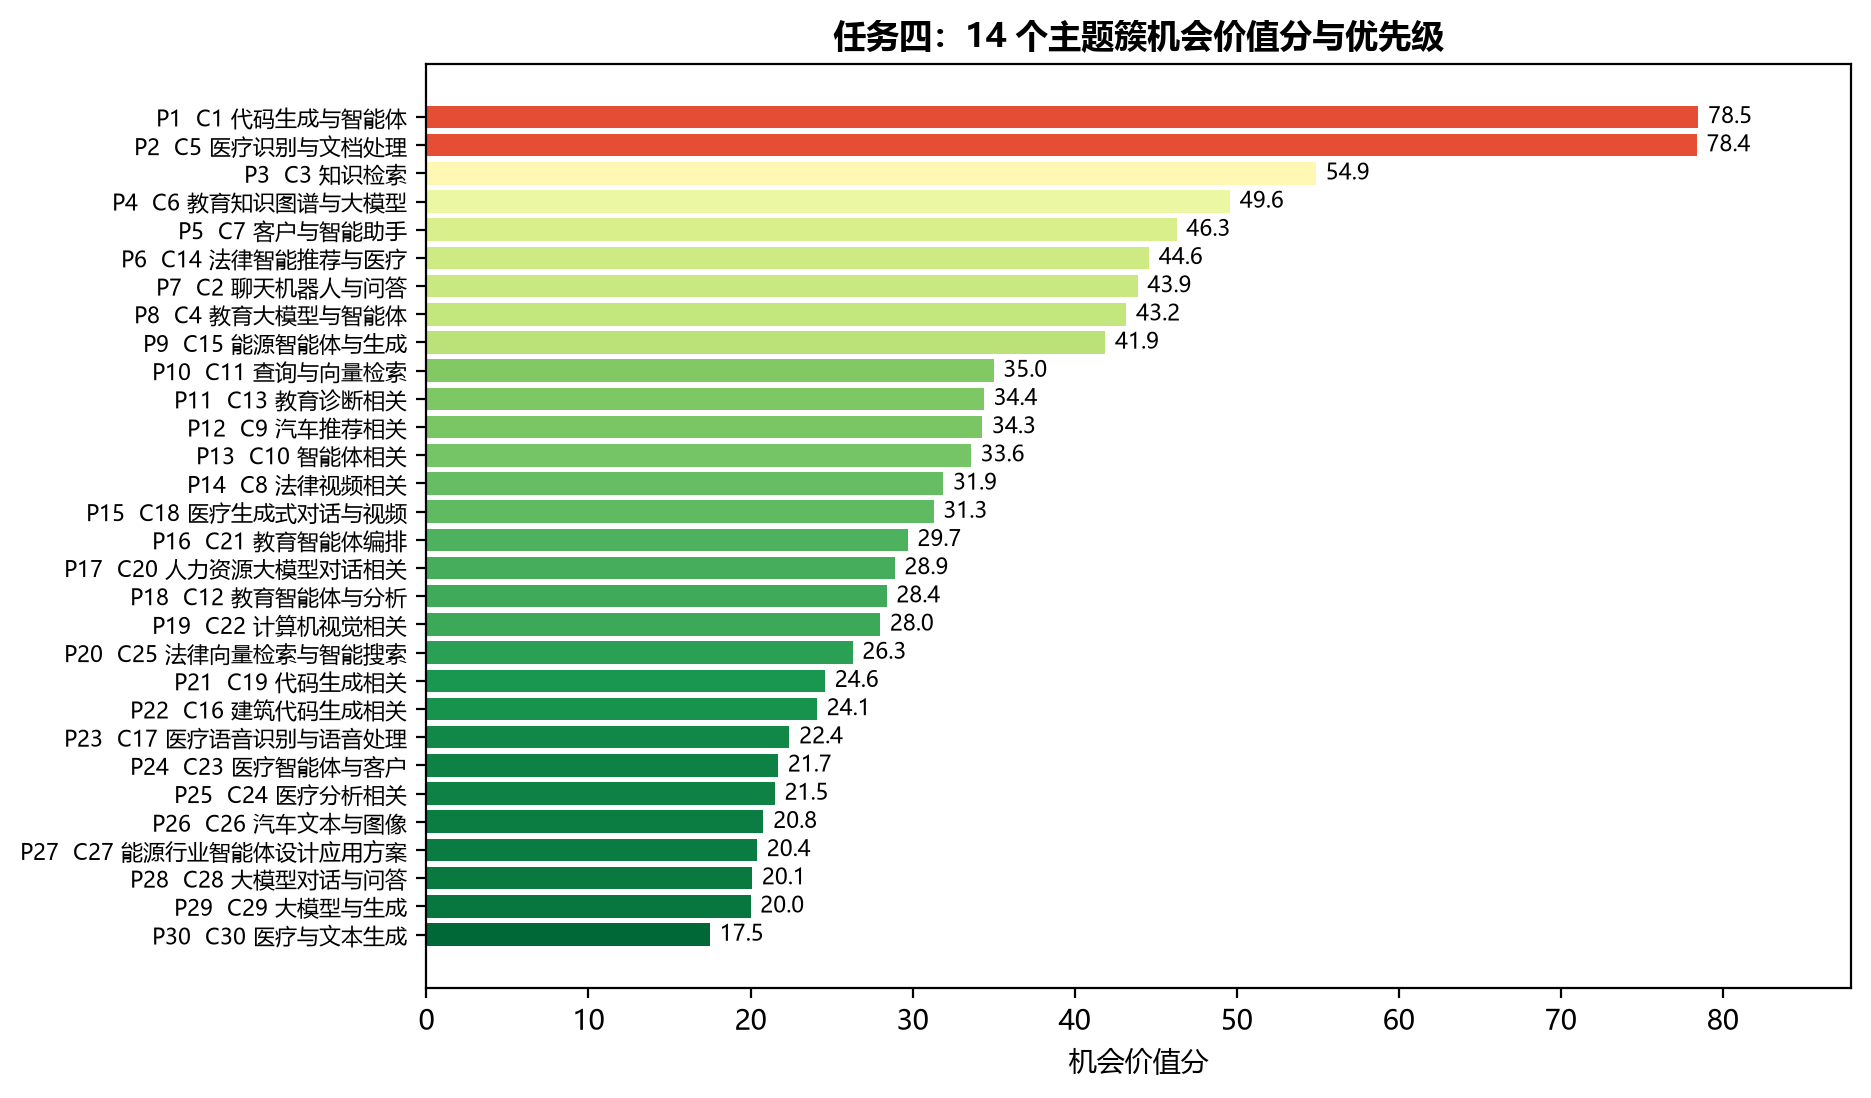 任务四：14 个主题簇机会价值分与优先级
P1 C1 代码生成与智能体 78.5
P2 C5 医疗识别与文档处理 78.4
P3 C3 知识检索 54.9
P4 C6 教育知识图谱与大模型 49.6
P5 C7 客户与智能助手 46.3
P6 C14 法律智能推荐与医疗 44.6
P7 C2 聊天机器人与问答 43.9
P8 C4 教育大模型与智能体 43.2
P9 C15 能源智能体与生成 41.9
P10 C11 查询与向量检索 35.0
P11 C13 教育诊断相关 34.4
P12 C9 汽车推荐相关 34.3
P13 C10 智能体相关 33.6
P14 C8 法律视频相关 31.9
P15 C18 医疗生成式对话与视频 31.3
P16 C21 教育智能体编排 29.7
P17 C20 人力资源大模型对话相关 28.9
P18 C12 教育智能体与分析 28.4
P19 C22 计算机视觉相关 28.0
P20 C25 法律向量检索与智能搜索 26.3
P21 C19 代码生成相关 24.6
P22 C16 建筑代码生成相关 24.1
P23 C17 医疗语音识别与语音处理 22.4
P24 C23 医疗智能体与客户 21.7
P25 C24 医疗分析相关 21.5
P26 C26 汽车文本与图像 20.8
P27 C27 能源行业智能体设计应用方案 20.4
P28 C28 大模型对话与问答 20.1
P29 C29 大模型与生成 20.0
P30 C30 医疗与文本生成 17.5
0 10 20 30 40 50 60 70 80
机会价值分